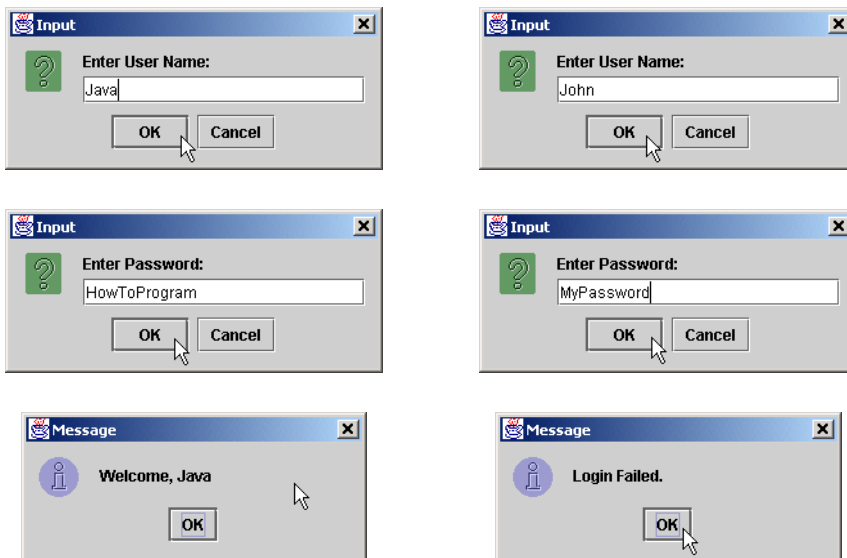 Input
Enter User Name:
Java
OK Cancel
Input
Enter User Name:
John
OK Cancel
Input
Enter Password:
HowToProgram
OK Cancel
Input
Enter Password:
MyPassword
OK Cancel
Message
Welcome, Java
OK
Message
Login Failed.
OK